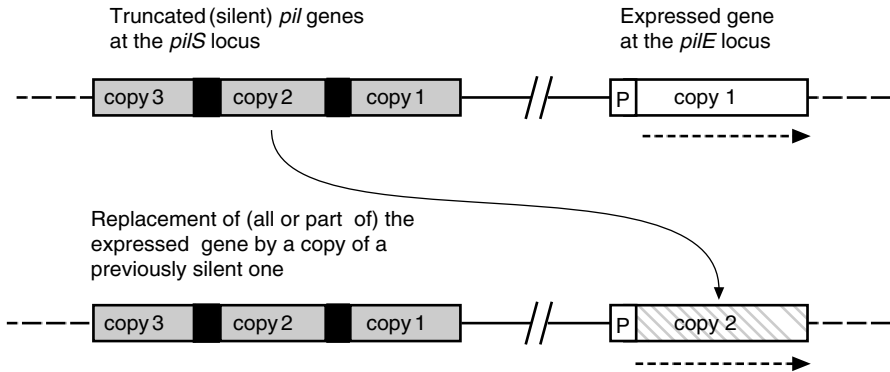 Truncated (silent) pil genes
at the pilS locus
Expressed gene
at the pilE locus
copy 3
copy 2
copy 1
P
copy 1
Replacement of (all or part of) the
expressed gene by a copy of a
previously silent one
copy 3
copy 2
copy 1
P
copy 2